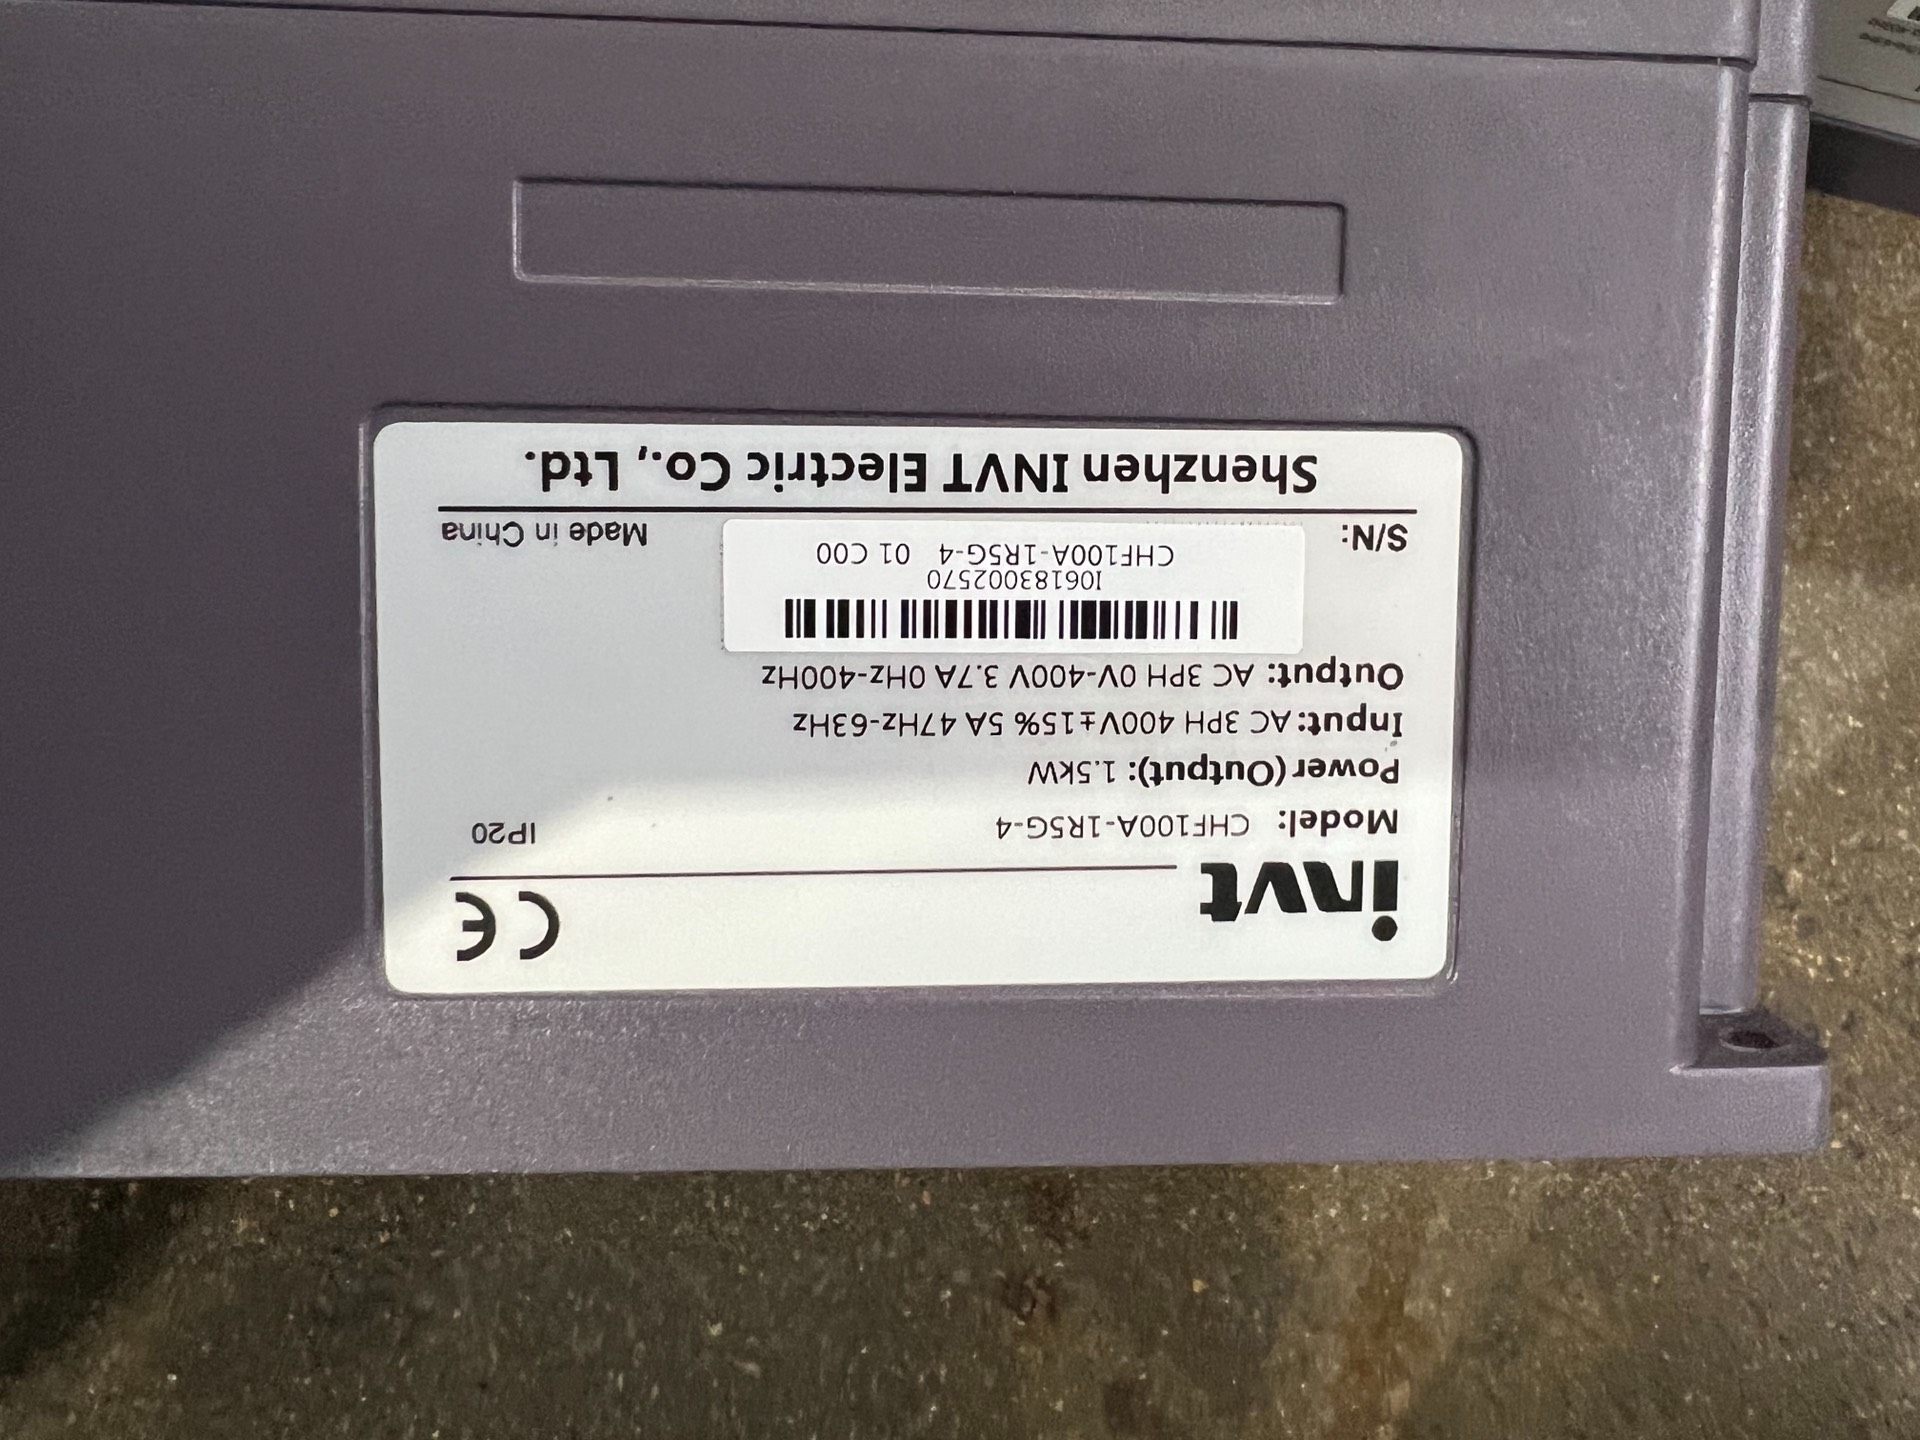 invt
CE
Model: CHF100A-1R5G-4
IP20
Power(Output): 1.5kW
Input: AC 3PH 400V±15% 5A 47Hz-63Hz
Output: AC 3PH 0V-400V 3.7A 0Hz-400Hz
S/N:
I06183002570
CHF100A-1R5G-4 01 C00
Made in China
Shenzhen INVT Electric Co., Ltd.